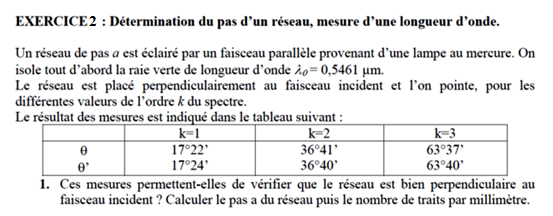 EXERCICE2 : Détermination du pas d'un réseau, mesure d'une longueur d'onde.
Un réseau de pas a est éclairé par un faisceau parallèle provenant d'une lampe au mercure. On
isole tout d'abord la raie verte de longueur d'onde λ₀= 0,5461 µm.
Le réseau est placé perpendiculairement au faisceau incident et l'on pointe, pour les
différentes valeurs de l'ordre k du spectre.
Le résultat des mesures est indiqué dans le tableau suivant :
k=1 k=2 k=3
θ 17°22' 36°41' 63°37'
θ' 17°24' 36°40' 63°40'
1. Ces mesures permettent-elles de vérifier que le réseau est bien perpendiculaire au
faisceau incident ? Calculer le pas a du réseau puis le nombre de traits par millimètre.